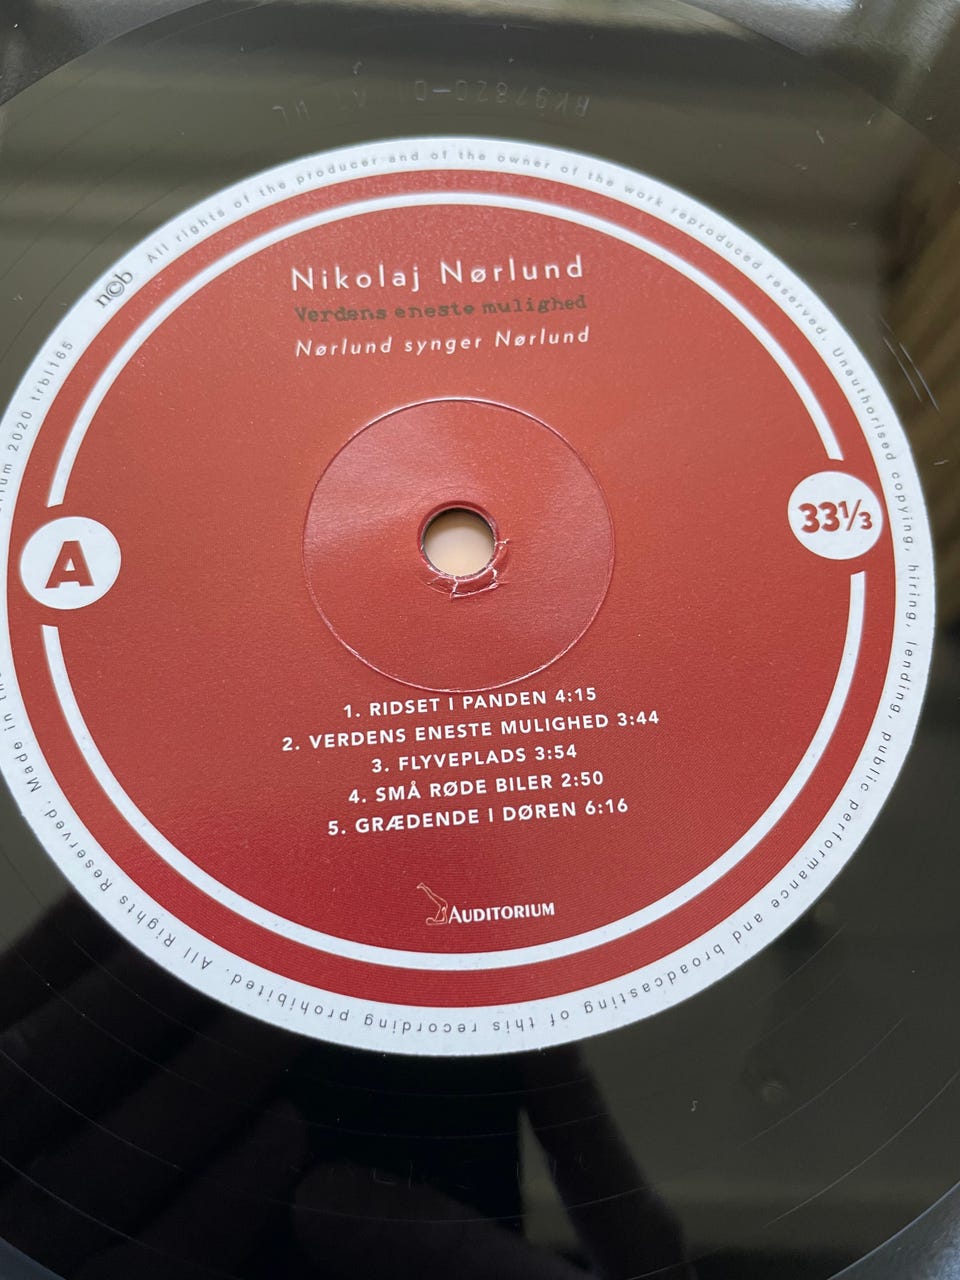 Nikolaj Nørlund
Verdens eneste mulighed
Nørlund synger Nørlund
A
33⅓
1. RIDSET I PANDEN 4:15
2. VERDENS ENESTE MULIGHED 3:44
3. FLYVEPLADS 3:54
4. SMÅ RØDE BILER 2:50
5. GRÆDENDE I DØREN 6:16
AUDITORIUM
2020 trbl165
n©b
All rights of the producer and of the owner of the work reproduced reserved. Unauthorised copying, hiring, lending, public performance and broadcasting of this recording prohibited. All Rights Reserved. Made in